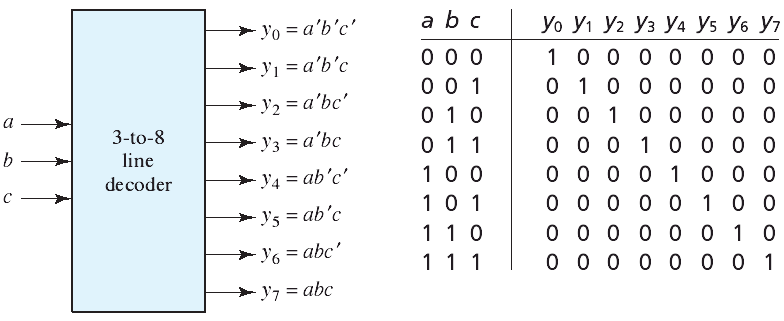 y0 = a'b'c'
y1 = a'b'c
y2 = a'bc'
y3 = a'bc
y4 = ab'c'
y5 = ab'c
y6 = abc'
y7 = abc
a
b
c
3-to-8
line
decoder
a b c y0 y1 y2 y3 y4 y5 y6 y7
0 0 0 1 0 0 0 0 0 0 0
0 0 1 0 1 0 0 0 0 0 0
0 1 0 0 0 1 0 0 0 0 0
0 1 1 0 0 0 1 0 0 0 0
1 0 0 0 0 0 0 1 0 0 0
1 0 1 0 0 0 0 0 1 0 0
1 1 0 0 0 0 0 0 0 1 0
1 1 1 0 0 0 0 0 0 0 1